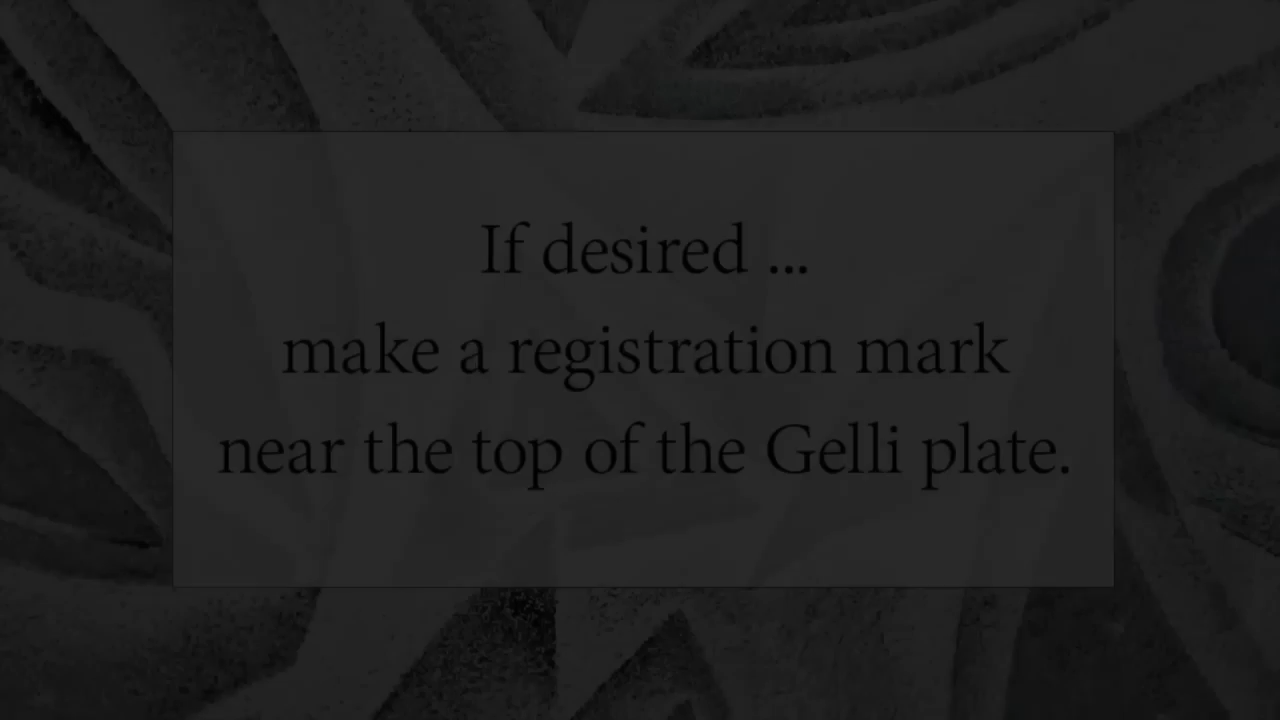 If desired ...
make a registration mark
near the top of the Gelli plate.